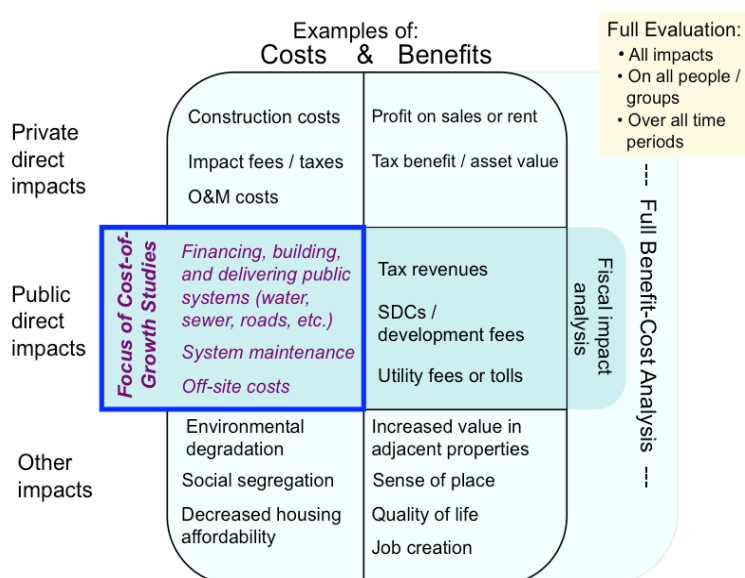 Examples of:
Costs & Benefits
Full Evaluation:
• All impacts
• On all people /
groups
• Over all time
periods
Private
direct
impacts
Construction costs
Impact fees / taxes
O&M costs
Profit on sales or rent
Tax benefit / asset value
Public
direct
impacts
Focus of Cost-of-
Growth Studies
Financing, building,
and delivering public
systems (water,
sewer, roads, etc.)
System maintenance
Off-site costs
Tax revenues
SDCs /
development fees
Utility fees or tolls
Fiscal impact
analysis
--- Full Benefit-Cost Analysis ---
Other
impacts
Environmental
degradation
Social segregation
Decreased housing
affordability
Increased value in
adjacent properties
Sense of place
Quality of life
Job creation